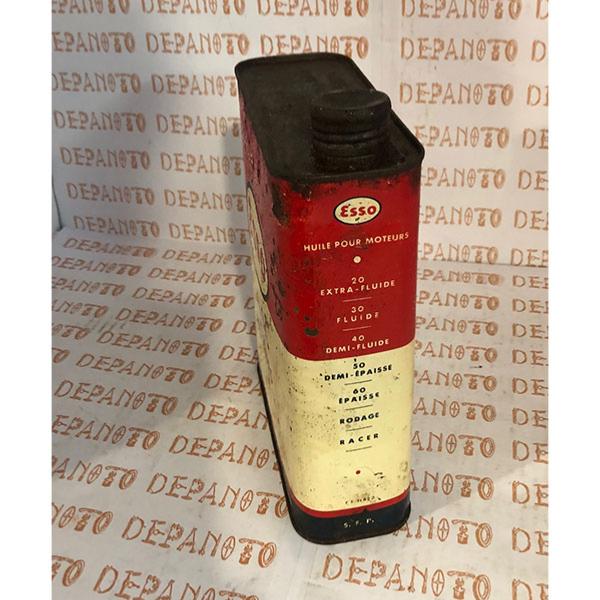 Esso
HUILE POUR MOTEURS
20
EXTRA-FLUIDE
30
FLUIDE
40
DEMI-FLUIDE
50
DEMI-ÉPAISSE
60
ÉPAISSE
RODAGE
RACER
S. F. P.
DEPANOTO